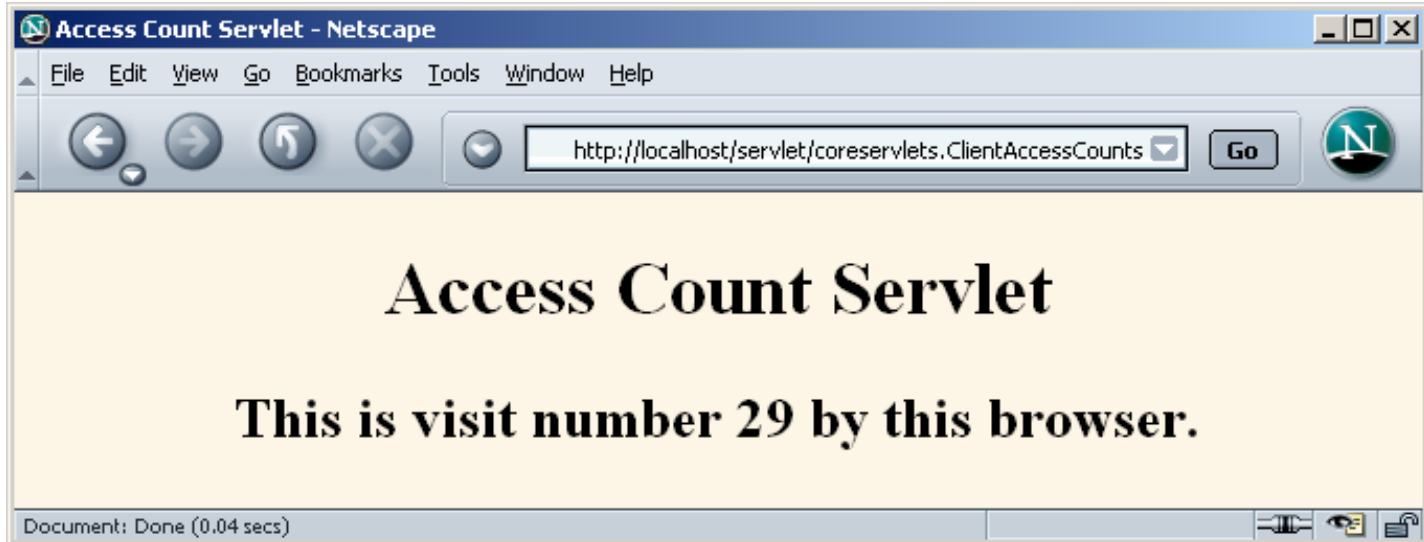 Access Count Servlet - Netscape
File Edit View Go Bookmarks Tools Window Help
http://localhost/servlet/coreservlets.ClientAccessCounts Go N
Access Count Servlet
This is visit number 29 by this browser.
Document: Done (0.04 secs)